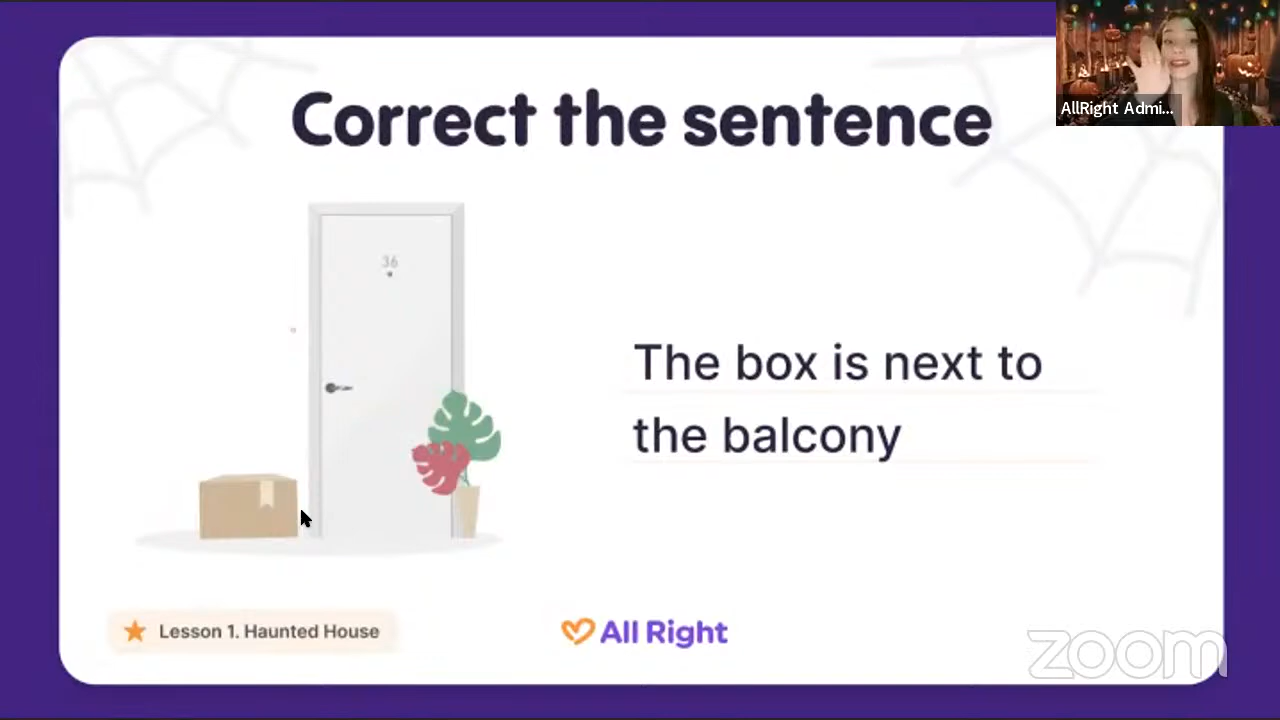 Correct the sentence
AllRight Admi...
36
The box is next to
the balcony
Lesson 1. Haunted House
All Right
zoom